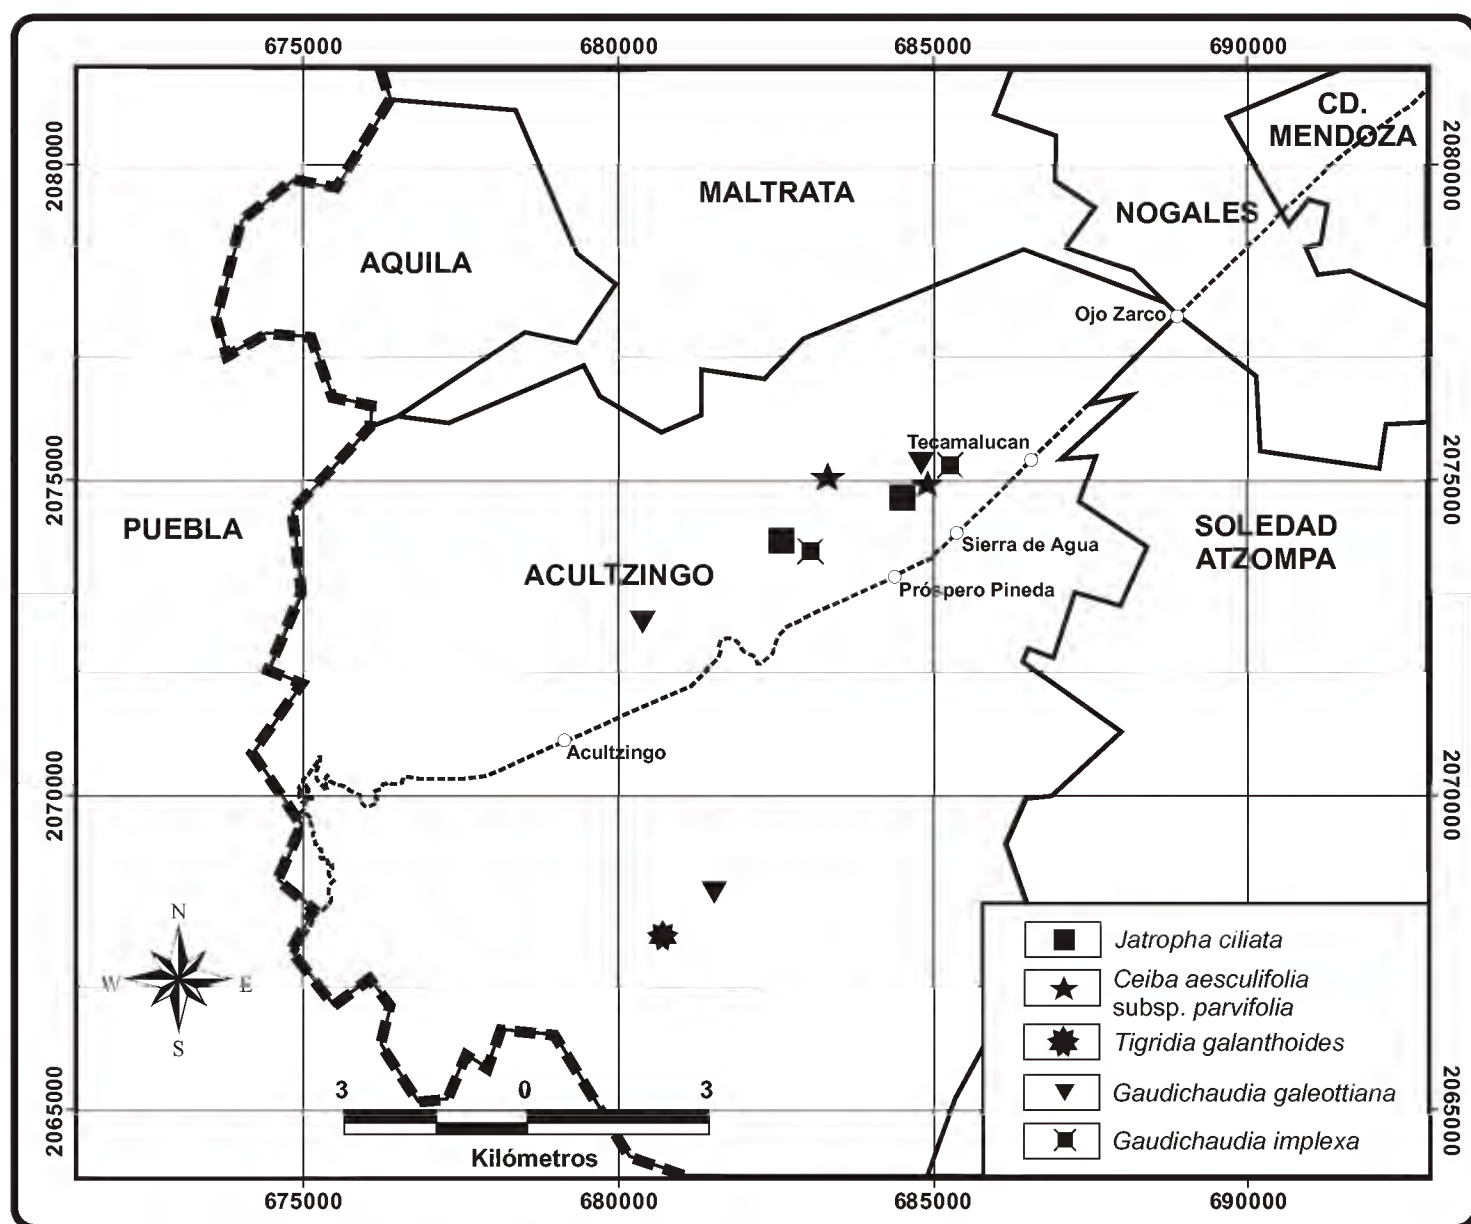 675000 680000 685000 690000
CD.
MENDOZA
2080000 2080000
MALTRATA
NOGALES
AQUILA
Ojo Zarco
Tecamalucan
2075000 2075000
PUEBLA
SOLEDAD
ATZOMPA
Sierra de Agua
ACULTZINGO
Próspero Pineda
Acultzingo
2070000 2070000
N
W E
S
Jatropha ciliata
Ceiba aesculifolia
subsp. parvifolia
Tigridia galanthoides
Gaudichaudia galeottiana
Gaudichaudia implexa
3 0 3
2065000 2065000
Kilómetros
675000 680000 685000 690000